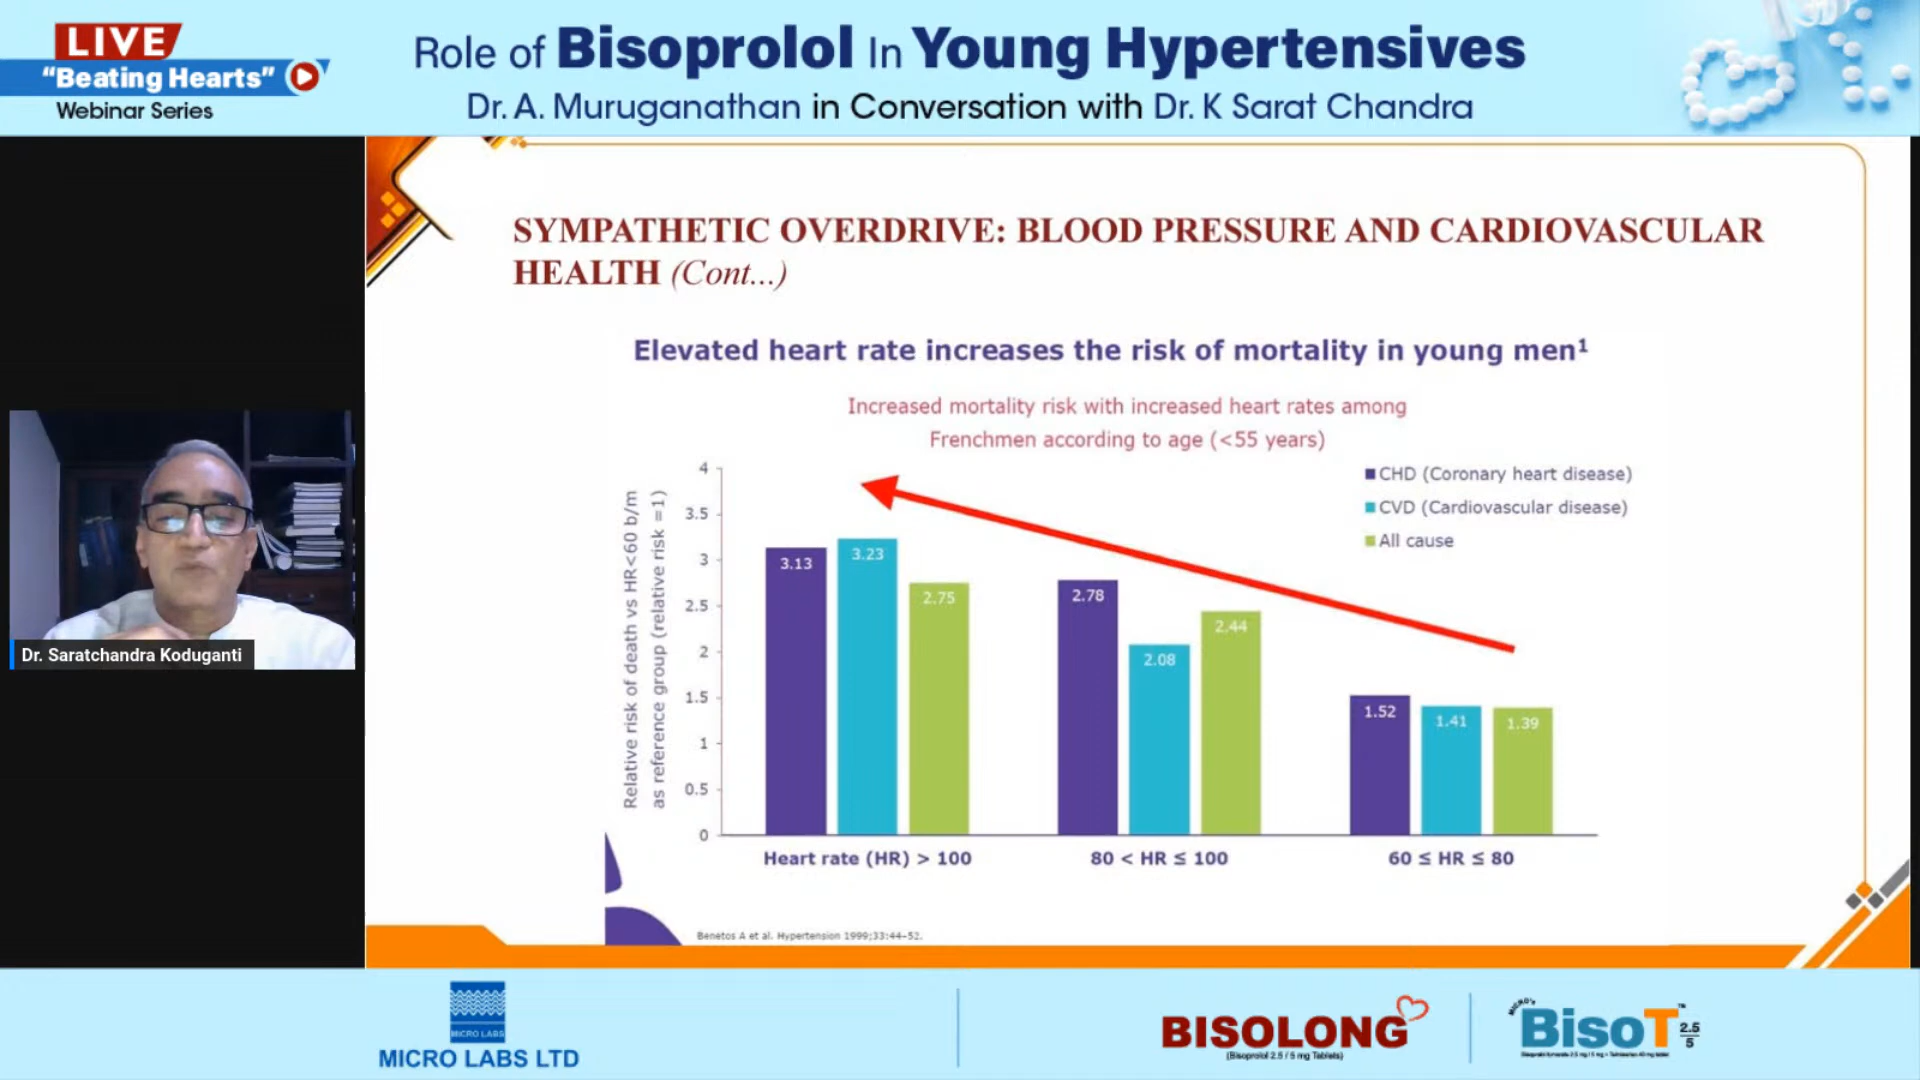 LIVE
"Beating Hearts"
Webinar Series
Role of Bisoprolol In Young Hypertensives
Dr. A. Muruganathan in Conversation with Dr. K Sarat Chandra
SYMPATHETIC OVERDRIVE: BLOOD PRESSURE AND CARDIOVASCULAR
HEALTH (Cont...)
Elevated heart rate increases the risk of mortality in young men¹
Increased mortality risk with increased heart rates among
Frenchmen according to age (<55 years)
CHD (Coronary heart disease)
CVD (Cardiovascular disease)
All cause
Relative risk of death vs HR<60 b/m
as reference group (relative risk =1)
4
3.5
3
2.5
2
1.5
1
0.5
0
3.13
3.23
2.75
2.78
2.08
2.44
1.52
1.41
1.39
Heart rate (HR) > 100
80 < HR ≤ 100
60 ≤ HR ≤ 80
Benetos A et al. Hypertension 1999;33:44-52.
Dr. Saratchandra Koduganti
MICRO LABS
MICRO LABS LTD
BISOLONG
(Bisoprolol 2.5 / 5 mg Tablets)
MICRO's
BisoT™ 2.5
5